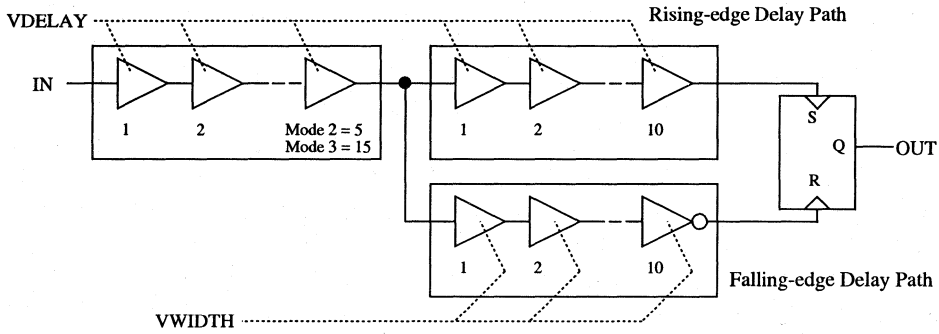 VDELAY
Rising-edge Delay Path
IN
1
2
Mode 2 = 5
Mode 3 = 15
1
2
10
S
Q
OUT
R
1
2
10
Falling-edge Delay Path
VWIDTH